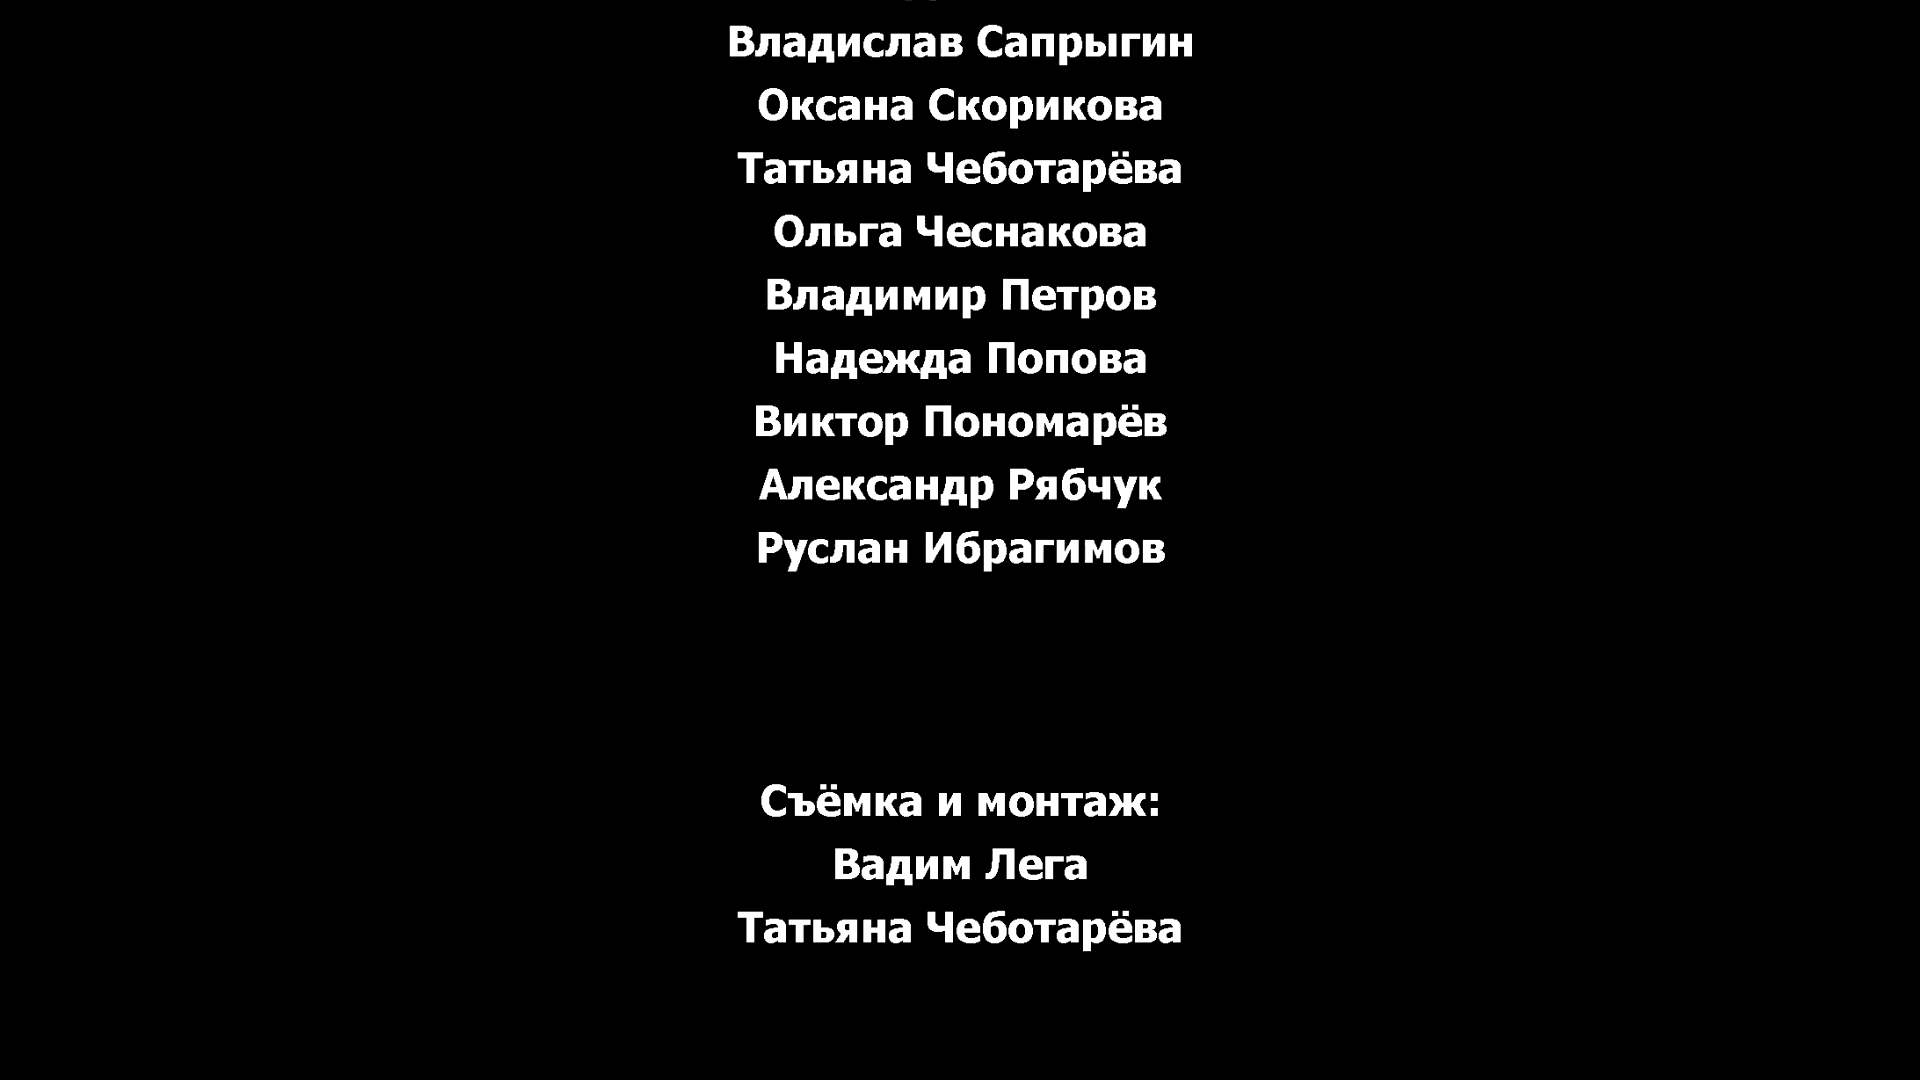 Владислав Сапрыгин
Оксана Скорикова
Татьяна Чеботарёва
Ольга Чеснакова
Владимир Петров
Надежда Попова
Виктор Пономарёв
Александр Рябчук
Руслан Ибрагимов
Съёмка и монтаж:
Вадим Лега
Татьяна Чеботарёва